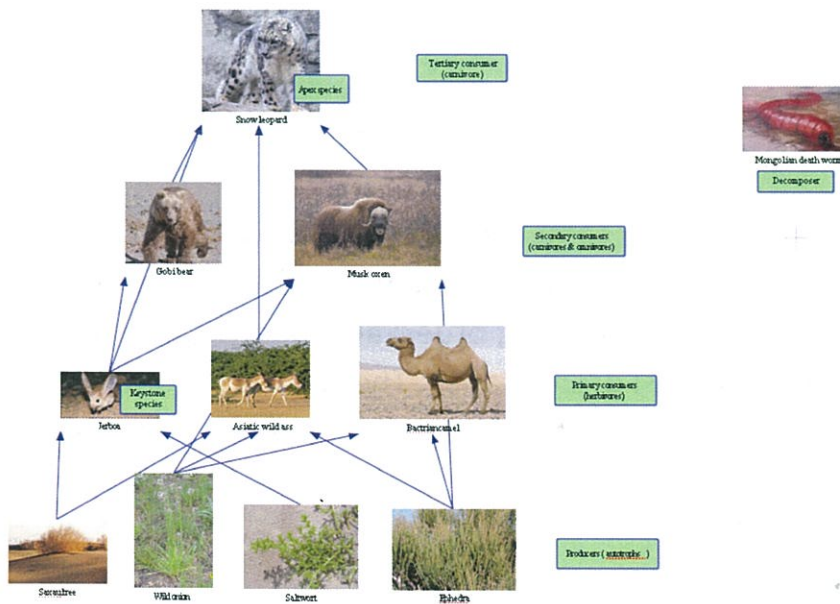 Tertiary consumer
(carnivore)
Apex species
Snow leopard
Mongolian death worm
Decomposer
Secondary consumers
(carnivores & omnivores)
Gobi bear
Musk oxen
Keystone
species
Primary consumers
(herbivores)
Jerboa
Asiatic wild ass
Bactrian camel
Producers ( autotrophs )
Saxaul tree
Wild onion
Saltwort
Ephedra